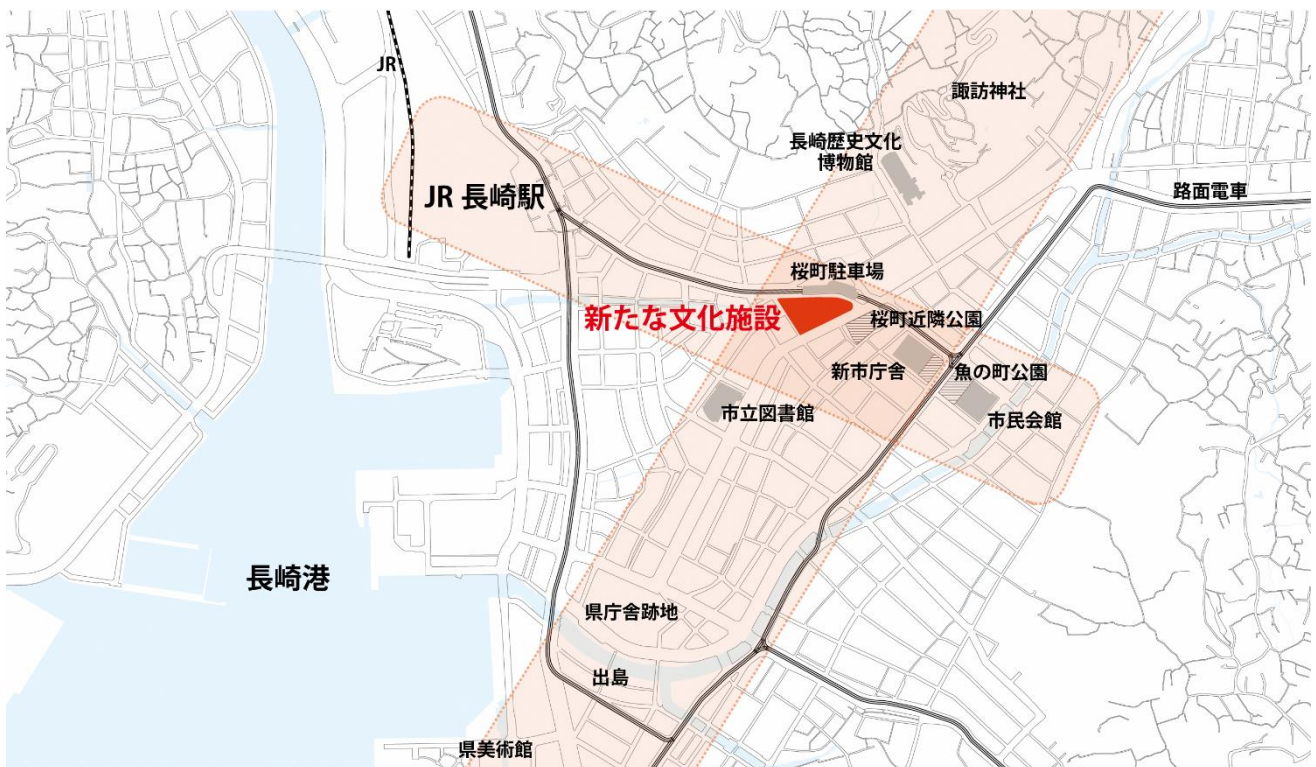 JR
諏訪神社
長崎歴史文化
博物館
JR 長崎駅
路面電車
桜町駐車場
新たな文化施設
桜町近隣公園
新市庁舎
魚の町公園
市立図書館
市民会館
長崎港
県庁舎跡地
出島
県美術館